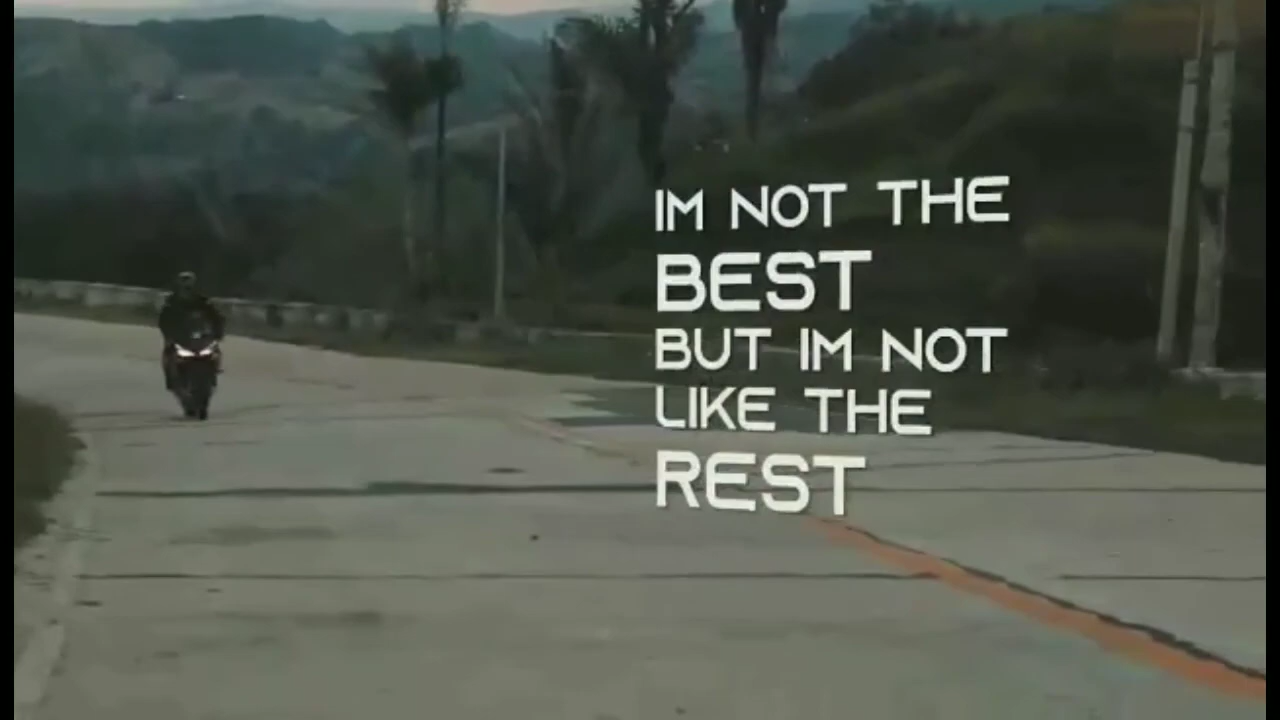 IM NOT THE
BEST
BUT IM NOT
LIKE THE
REST